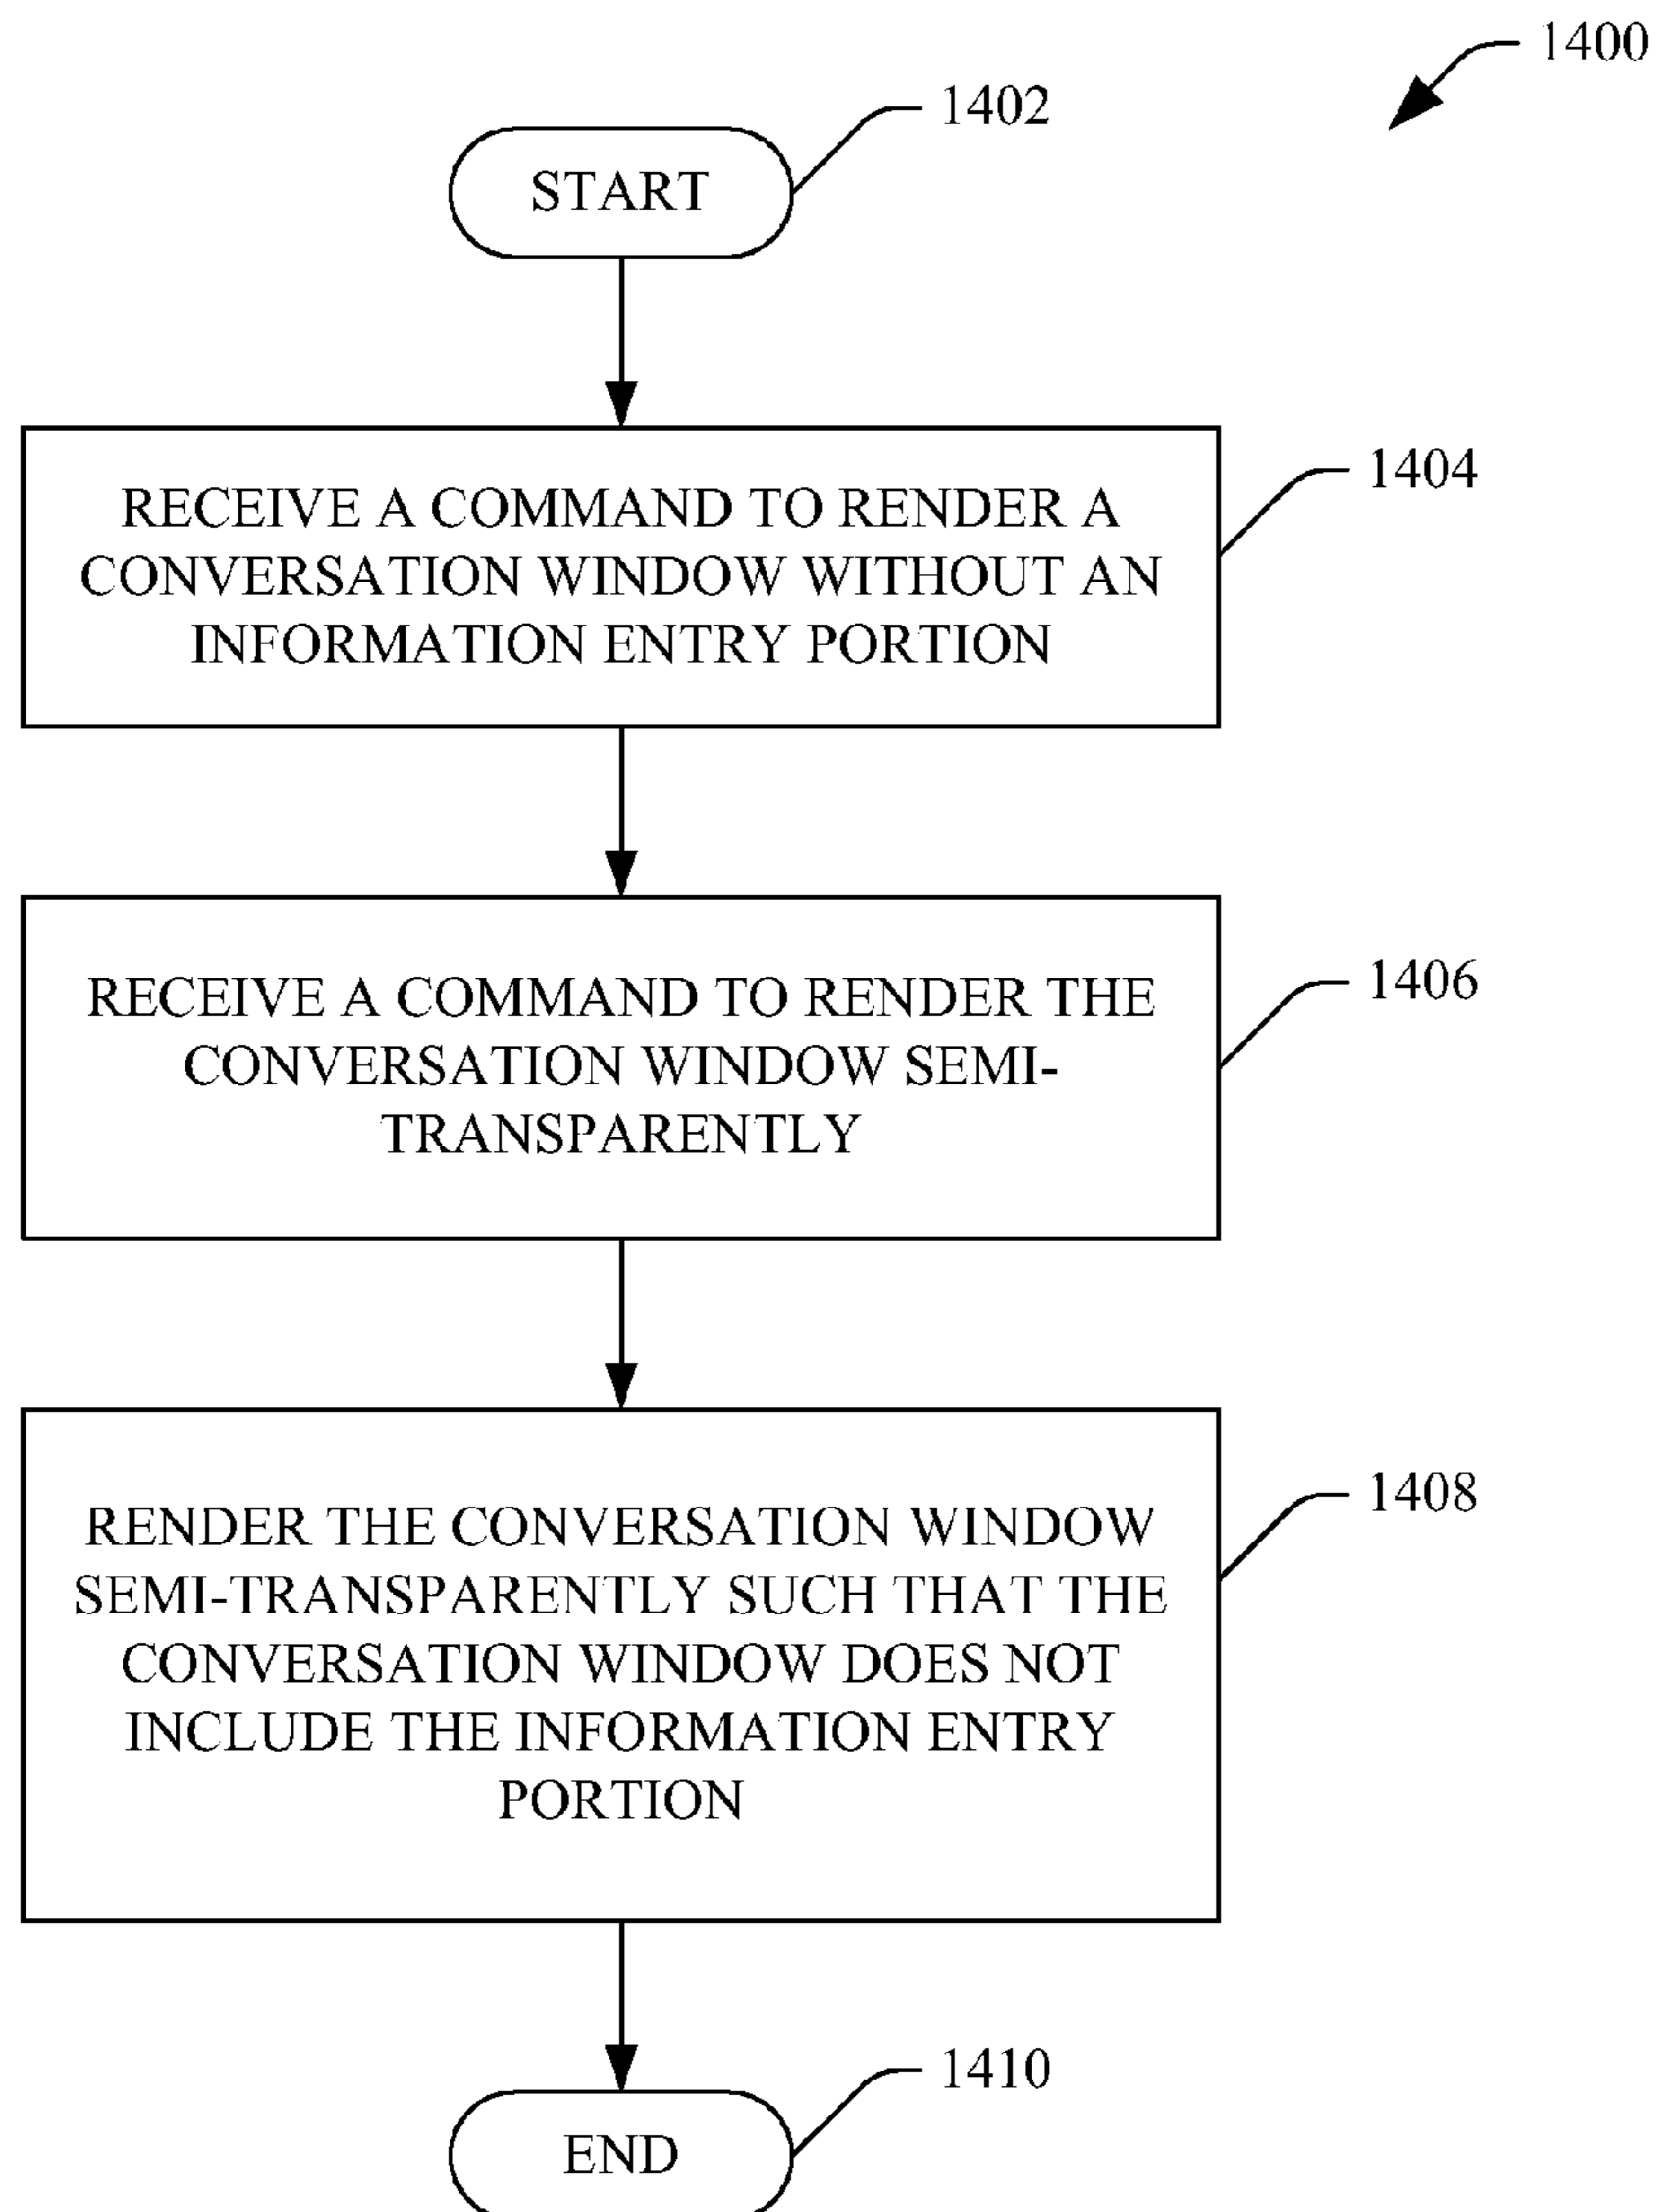 1400
1402
START
1404
RECEIVE A COMMAND TO RENDER A
CONVERSATION WINDOW WITHOUT AN
INFORMATION ENTRY PORTION
1406
RECEIVE A COMMAND TO RENDER THE
CONVERSATION WINDOW SEMI-
TRANSPARENTLY
1408
RENDER THE CONVERSATION WINDOW
SEMI-TRANSPARENTLY SUCH THAT THE
CONVERSATION WINDOW DOES NOT
INCLUDE THE INFORMATION ENTRY
PORTION
1410
END